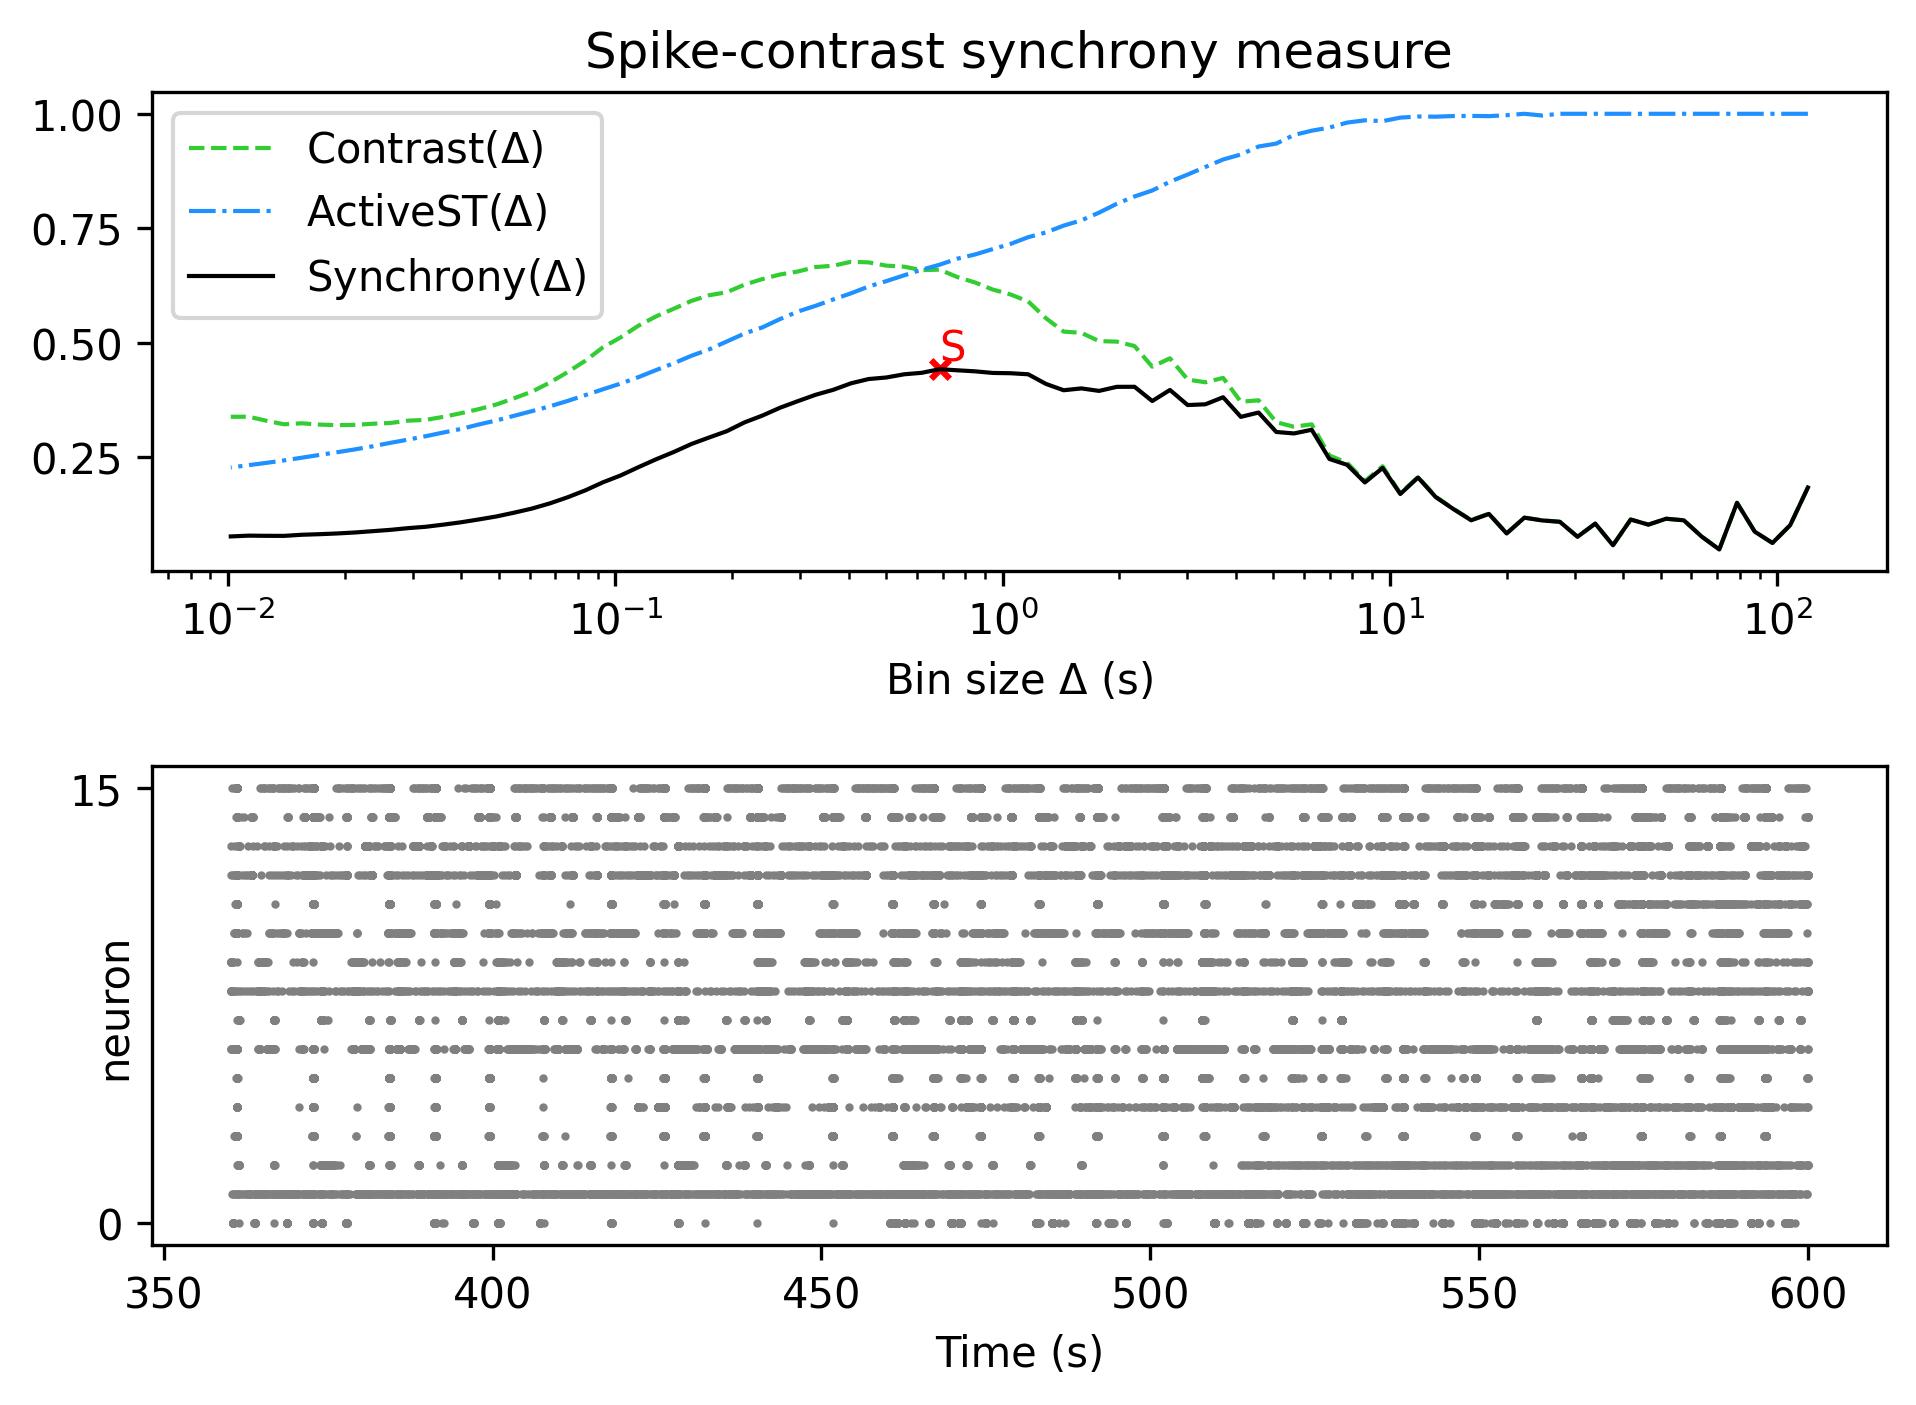 Spike-contrast synchrony measure
1.00
0.75
0.50
0.25
Contrast(Δ)
ActiveST(Δ)
Synchrony(Δ)
S
10⁻² 10⁻¹ 10⁰ 10¹ 10²
Bin size Δ (s)
15
neuron
0
350 400 450 500 550 600
Time (s)